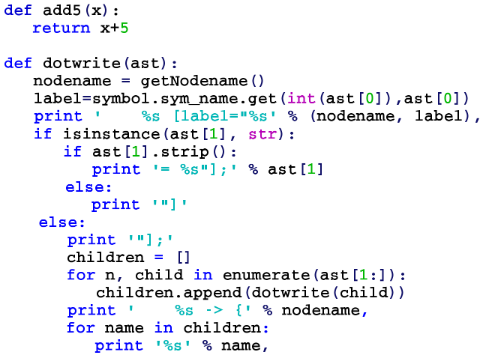 def add5(x):
   return x+5

def dotwrite(ast):
   nodename = getNodename()
   label=symbol.sym_name.get(int(ast[0]),ast[0])
   print '    %s [label="%s' % (nodename, label),
   if isinstance(ast[1], str):
      if ast[1].strip():
         print '= %s"];' % ast[1]
      else:
         print '"]'
   else:
      print '"];'
      children = []
      for n, child in enumerate(ast[1:]):
         children.append(dotwrite(child))
      print '    %s -> {' % nodename,
      for name in children:
         print '%s' % name,